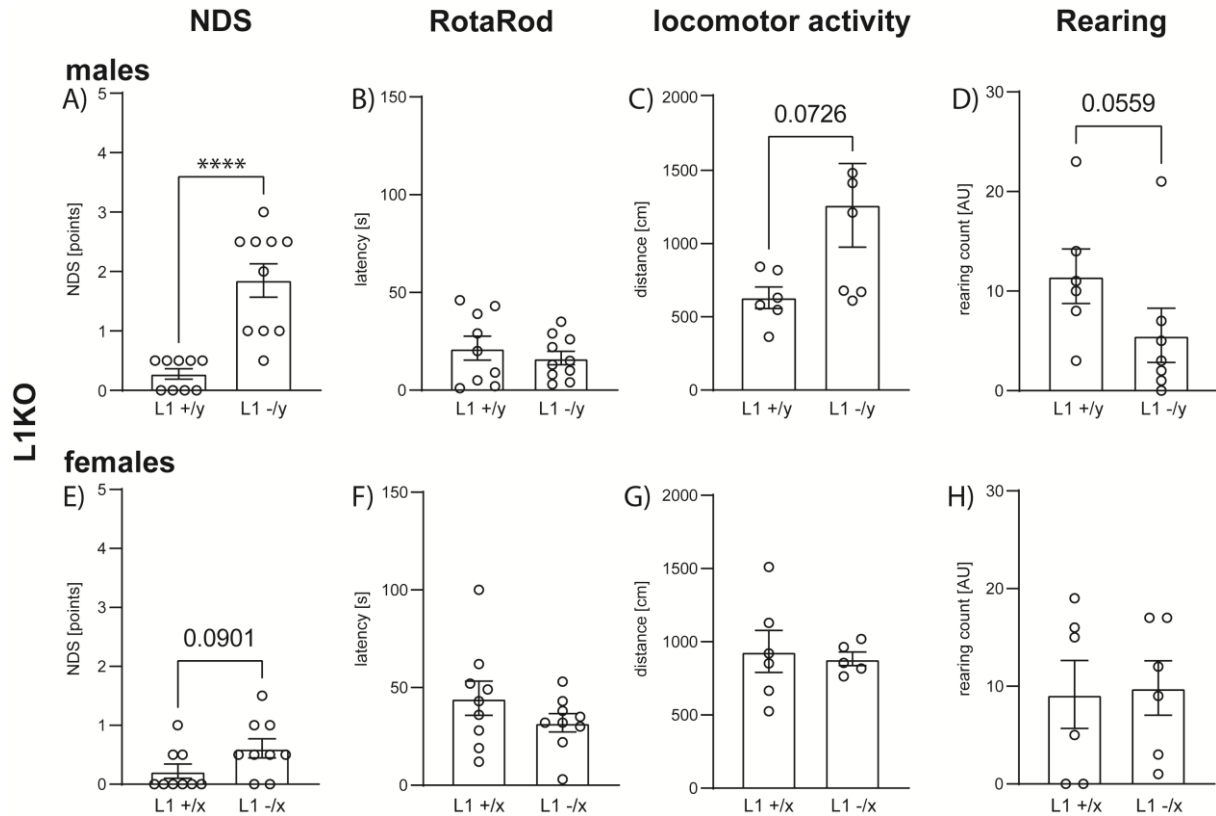 NDS RotaRod locomotor activity Rearing
L1KO
males
A) B) C) D)
NDS [points]
5
4
3
2
1
0
****
L1 +/y L1 -/y
latency [s]
150
100
50
0
L1 +/y L1 -/y
distance [cm]
2000
1500
1000
500
0
0.0726
L1 +/y L1 -/y
rearing count [AU]
30
20
10
0
0.0559
L1 +/y L1 -/y
females
E) F) G) H)
NDS [points]
5
4
3
2
1
0
0.0901
L1 +/x L1 -/x
latency [s]
150
100
50
0
L1 +/x L1 -/x
distance [cm]
2000
1500
1000
500
0
L1 +/x L1 -/x
rearing count [AU]
30
20
10
0
L1 +/x L1 -/x